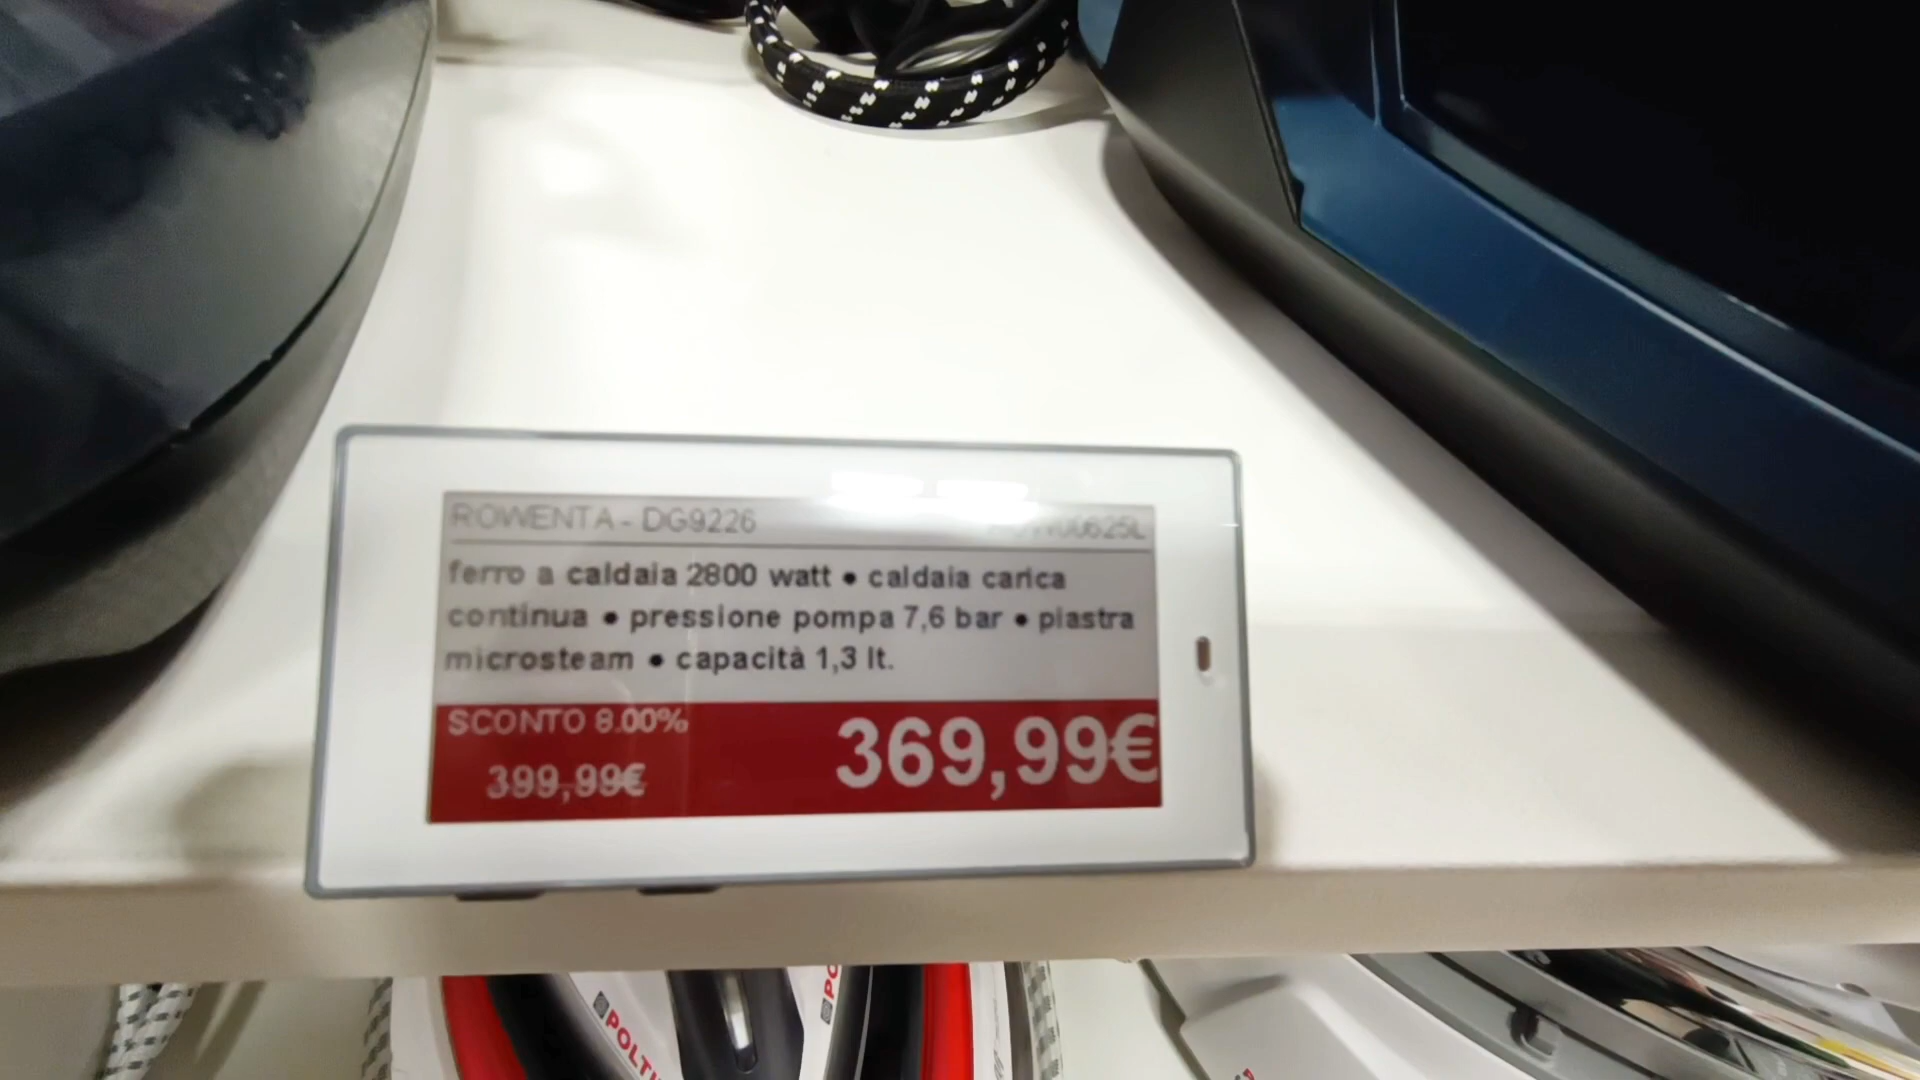 ROWENTA - DG9226
ferro a caldaia 2800 watt • caldaia carica
continua • pressione pompa 7,6 bar • piastra
microsteam • capacità 1,3 lt.
SCONTO 8.00%
399,99€
369,99€